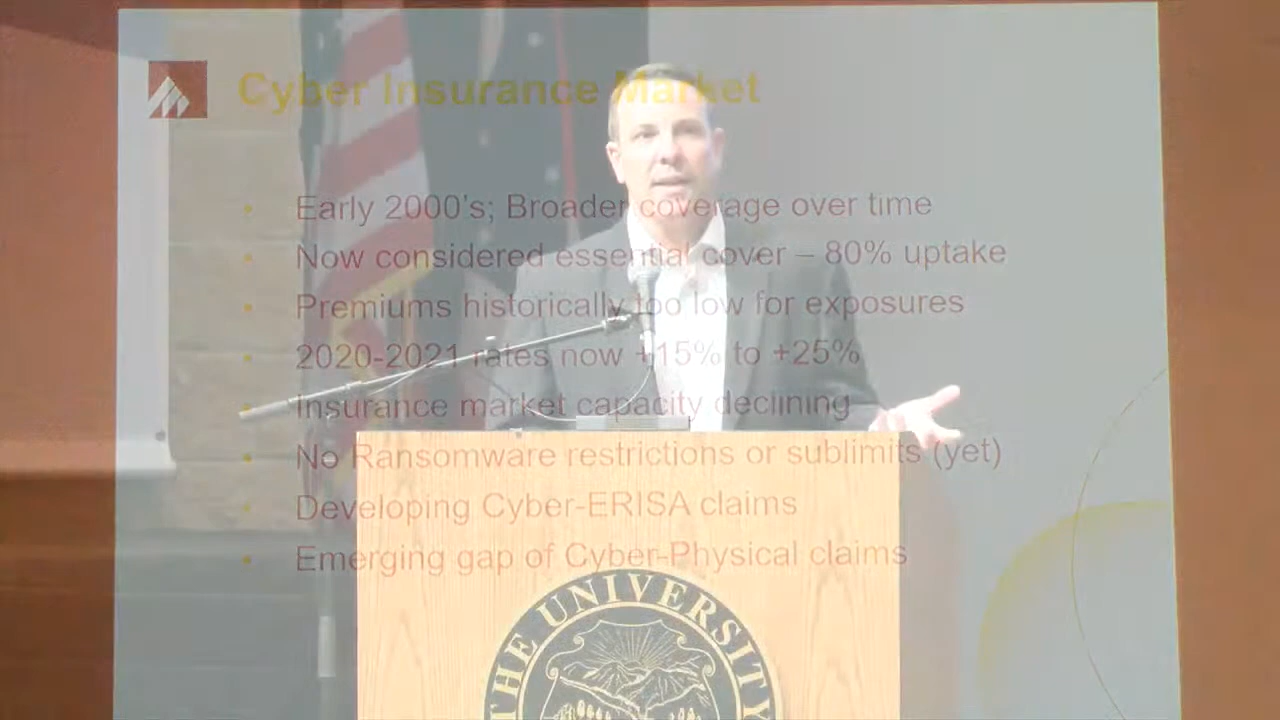 Cyber Insurance Market
• Early 2000's; Broader coverage over time
• Now considered essential cover – 80% uptake
• Premiums historically too low for exposures
• 2020-2021 rates now +15% to +25%
• Insurance market capacity declining
• No Ransomware restrictions or sublimits (yet)
• Developing Cyber-ERISA claims
• Emerging gap of Cyber-Physical claims
THE UNIVERSITY